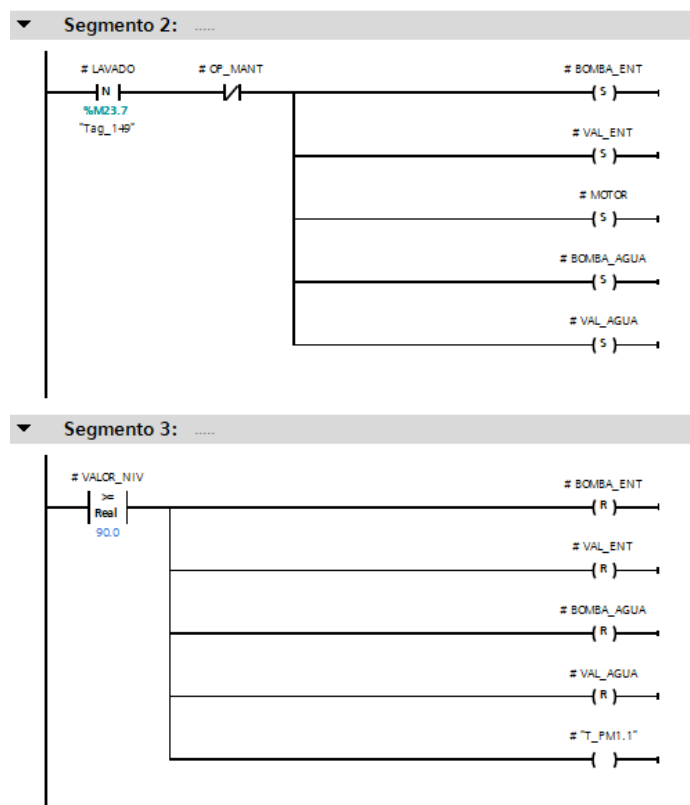 Segmento 2: .....
# LAVADO # OP_MANT # BOMBA_ENT
N S
%M23.7
"Tag_149"
# VAL_ENT
S
# MOTOR
S
# BOMBA_AGUA
S
# VAL_AGUA
S
Segmento 3: .....
# VALOR_NIV # BOMBA_ENT
>= R
Real
90.0
# VAL_ENT
R
# BOMBA_AGUA
R
# VAL_AGUA
R
# "T_PM1.1"